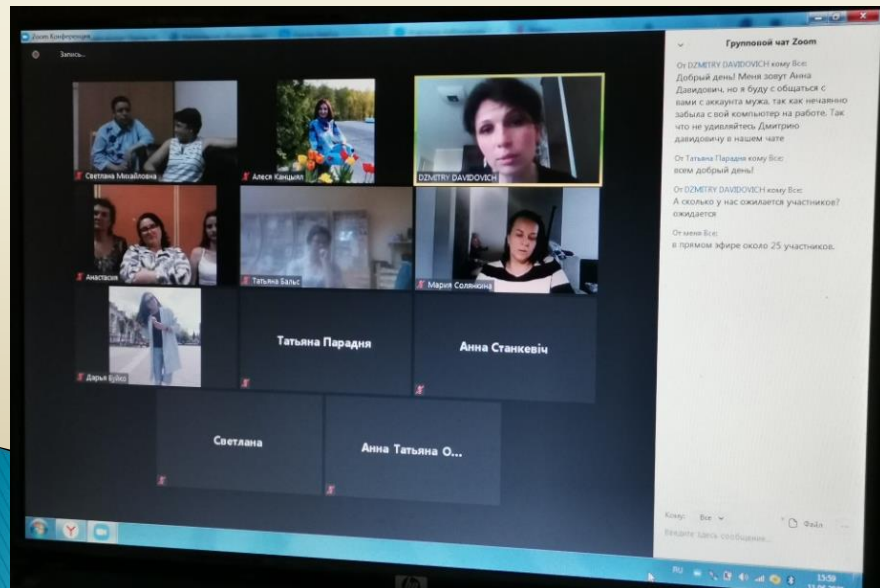 Zoom Конференция
Запись...
Светлана Михайловна
Алеся Канцыял
DZMITRY DAVIDOVICH
Анастасия
Татьяна Бальс
Мария Солянкина
Дарья Буйко
Татьяна Парадня
Анна Станкевіч
Светлана
Анна Татьяна О...
Групповой чат Zoom
От DZMITRY DAVIDOVICH кому Все:
Добрый день! Меня зовут Анна
Давидович, но я буду с общаться с
вами с аккаунта мужа, так как нечаянно
забыла с вой компьютер на работе. Так
что не удивляйтесь Дмитрию
давидовичу в нашем чате
От Татьяна Парадня кому Все:
всем добрый день!
От DZMITRY DAVIDOVICH кому Все:
А сколько у нас ожилается участников?
ожидается
От меня Все:
в прямом эфире около 25 участников.
Кому: Все
Файл ...
Введите здесь сообщение...
RU
15:59
hp